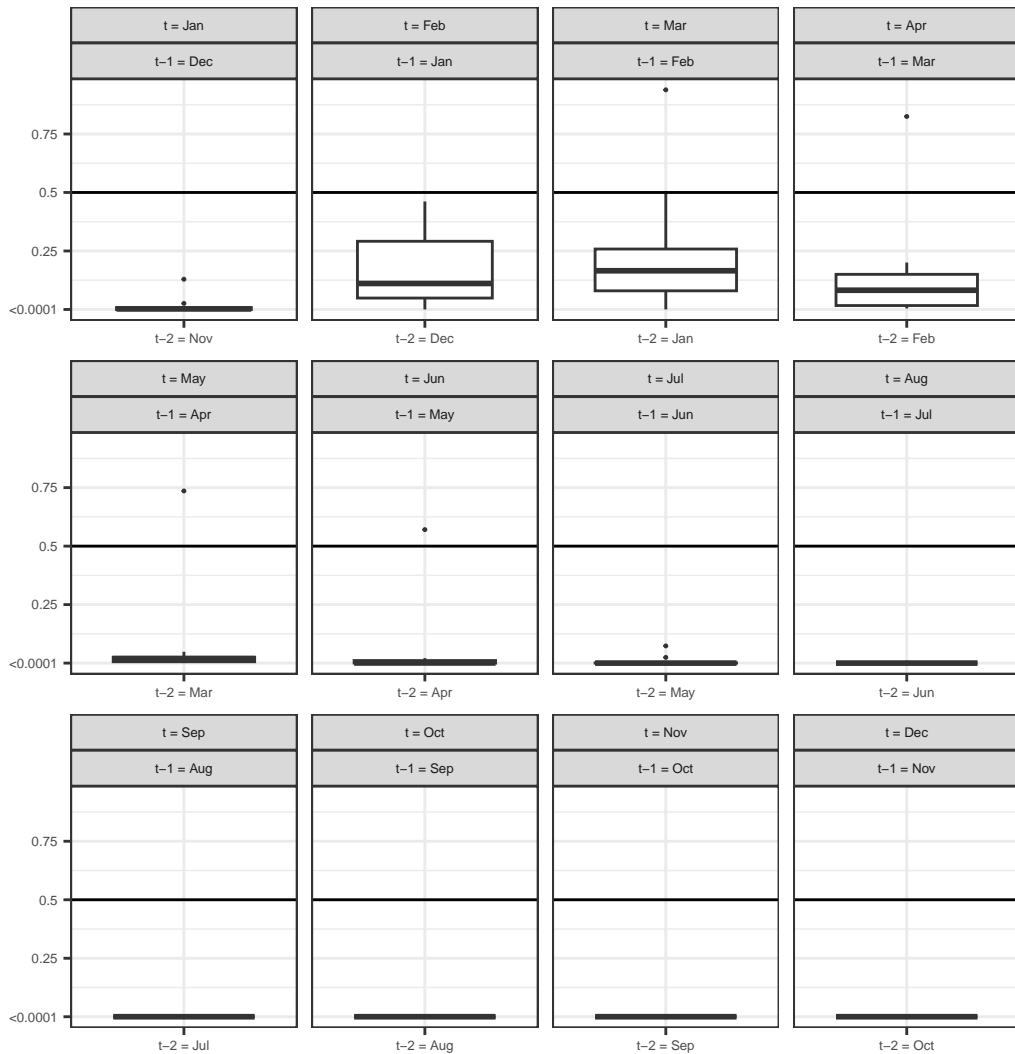 t = Jan
t = Feb
t = Mar
t = Apr
t−1 = Dec
t−1 = Jan
t−1 = Feb
t−1 = Mar
0.75
0.5
0.25
<0.0001
t−2 = Nov
t−2 = Dec
t−2 = Jan
t−2 = Feb
t = May
t = Jun
t = Jul
t = Aug
t−1 = Apr
t−1 = May
t−1 = Jun
t−1 = Jul
0.75
0.5
0.25
<0.0001
t−2 = Mar
t−2 = Apr
t−2 = May
t−2 = Jun
t = Sep
t = Oct
t = Nov
t = Dec
t−1 = Aug
t−1 = Sep
t−1 = Oct
t−1 = Nov
0.75
0.5
0.25
<0.0001
t−2 = Jul
t−2 = Aug
t−2 = Sep
t−2 = Oct